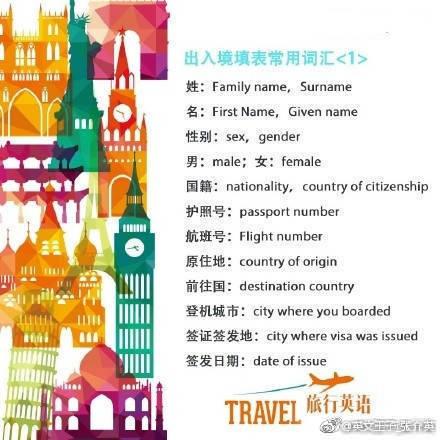 出入境填表常用词汇<1>
姓：Family name，Surname
名：First Name，Given name
性别：sex，gender
男：male；女：female
国籍：nationality，country of citizenship
护照号：passport number
航班号：Flight number
原住地：country of origin
前往国：destination country
登机城市：city where you boarded
签证签发地：city where visa was issued
签发日期：date of issue
TRAVEL 旅行英语